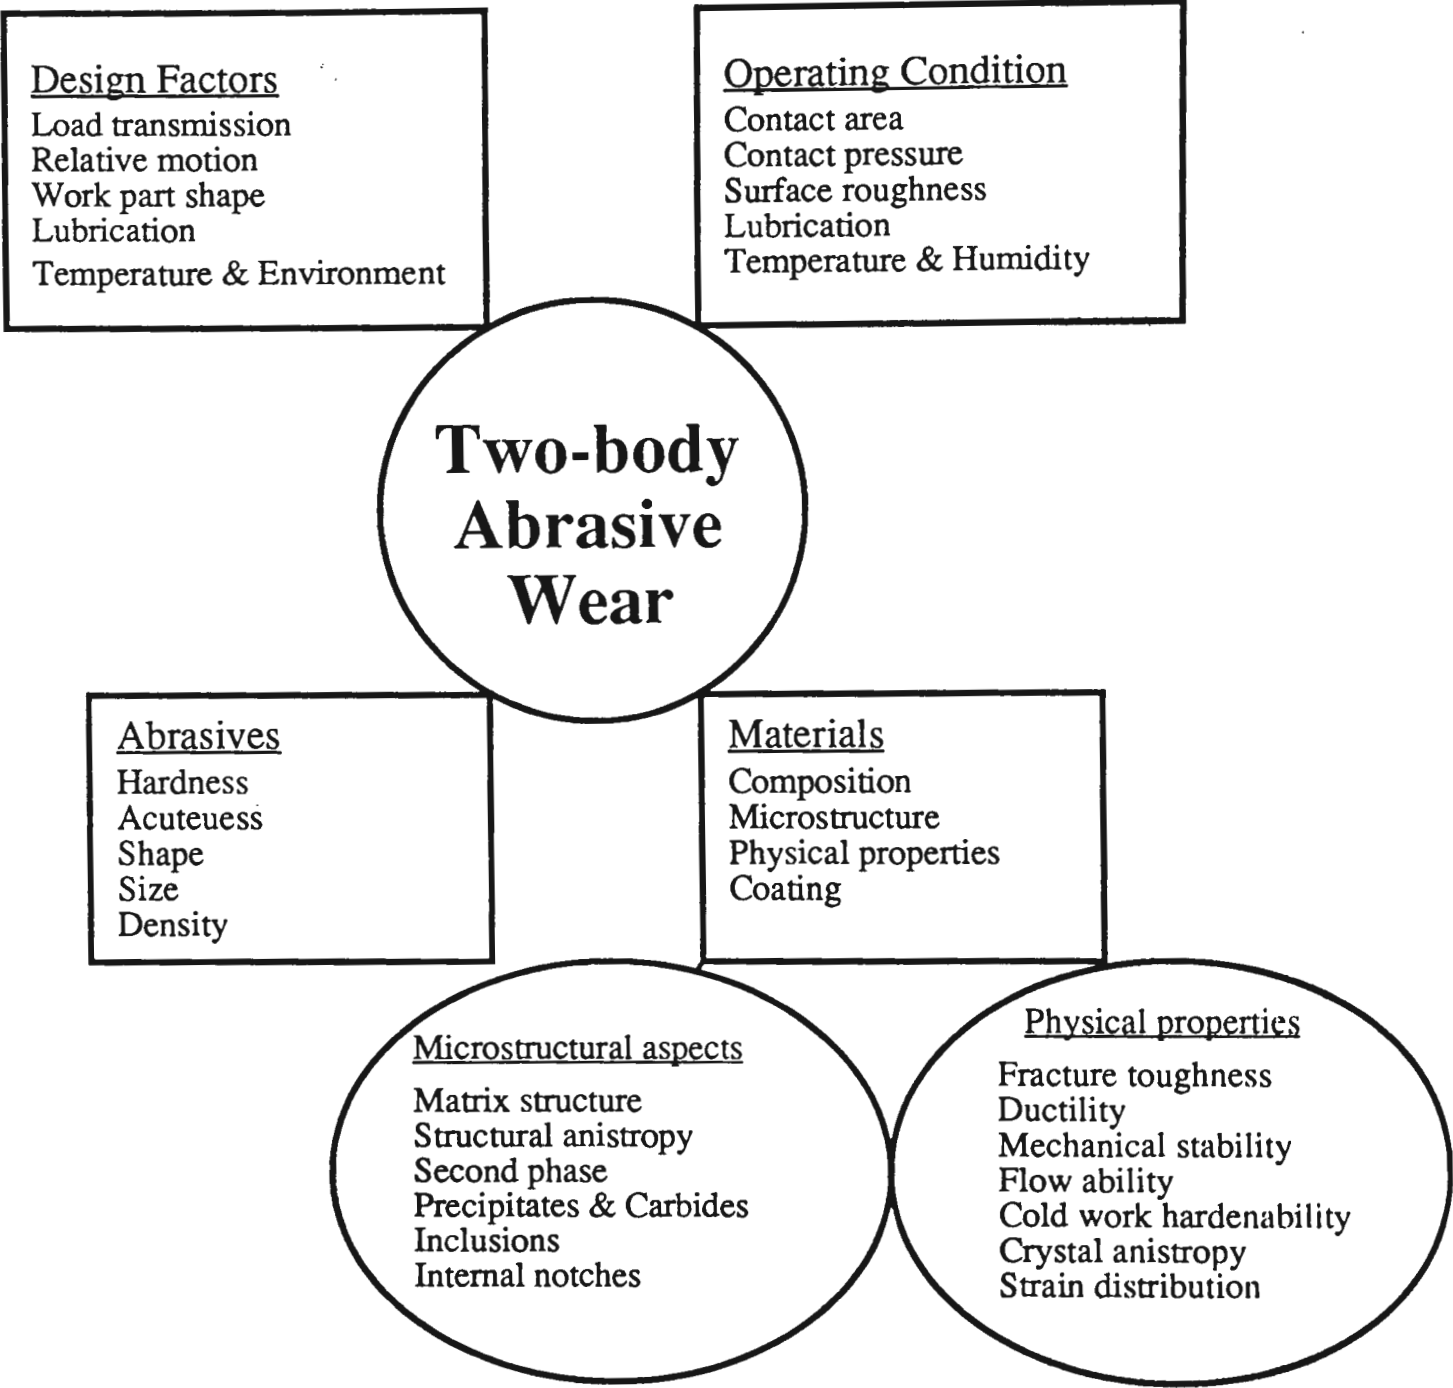 Design Factors
Load transmission
Relative motion
Work part shape
Lubrication
Temperature & Environment
Operating Condition
Contact area
Contact pressure
Surface roughness
Lubrication
Temperature & Humidity
Two-body
Abrasive
Wear
Abrasives
Hardness
Acuteuess
Shape
Size
Density
Materials
Composition
Microstructure
Physical properties
Coating
Microstructural aspects
Matrix structure
Structural anistropy
Second phase
Precipitates & Carbides
Inclusions
Internal notches
Physical properties
Fracture toughness
Ductility
Mechanical stability
Flow ability
Cold work hardenability
Crystal anistropy
Strain distribution